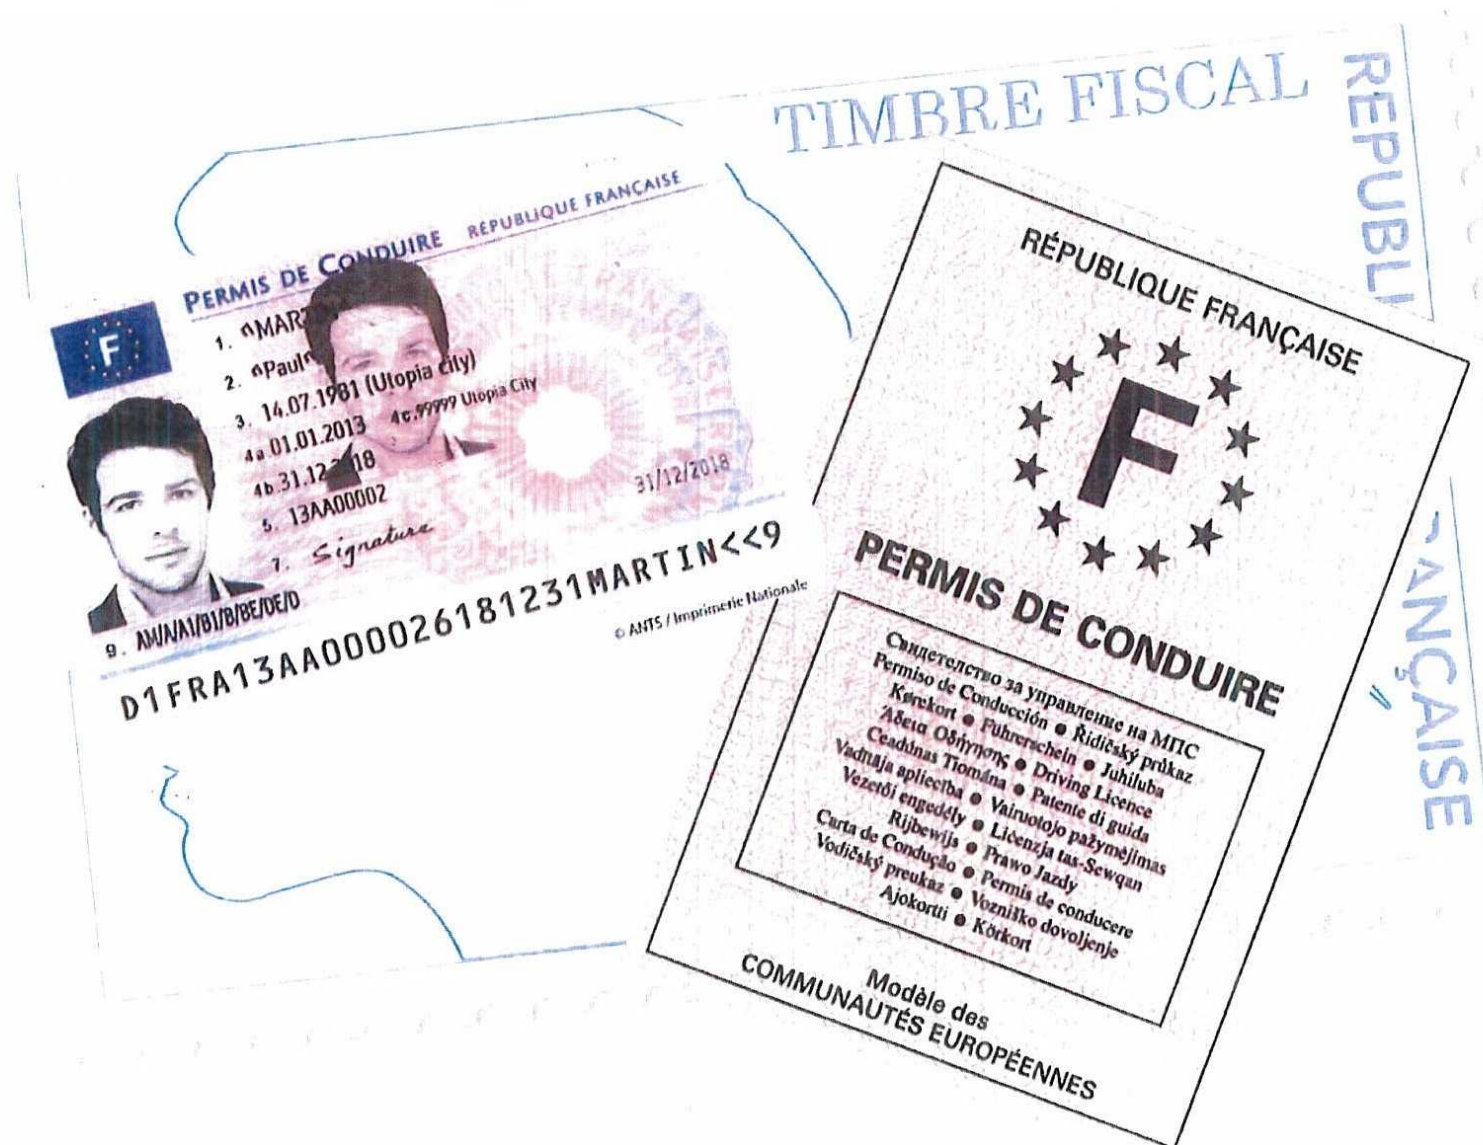 TIMBRE FISCAL
RÉPUBLI
ANÇAISE
PERMIS DE CONDUIRE RÉPUBLIQUE FRANÇAISE
F
1. ^MAR
2. ^Paul^
3. 14.07.1981 (Utopia city)
4a 01.01.2013 4c.99999 Utopia City
4b.31.12.2018
5. 13AA00002
31/12/2018
7. Signature
9. AM/A/A1/B1/B/BE/DE/D
D1FRA13AA000026181231MARTIN<<9
© ANTS / Imprimerie Nationale
RÉPUBLIQUE FRANÇAISE
F
PERMIS DE CONDUIRE
Свидетелство за управление на МПС
Permiso de Conducción ● Řidičský průkaz
Kørekort ● Führerschein ● Juhiluba
Άδεια Οδήγησης ● Driving Licence
Ceadúnas Tiomána ● Patente di guida
Vadītāja apliecība ● Vairuotojo pažymėjimas
Vezetői engedély ● Liċenzja tas-Sewqan
Rijbewijs ● Prawo Jazdy
Carta de Condução ● Permis de conducere
Vodičský preukaz ● Vozniško dovoljenje
Ajokortti ● Körkort
Modèle des
COMMUNAUTÉS EUROPÉENNES